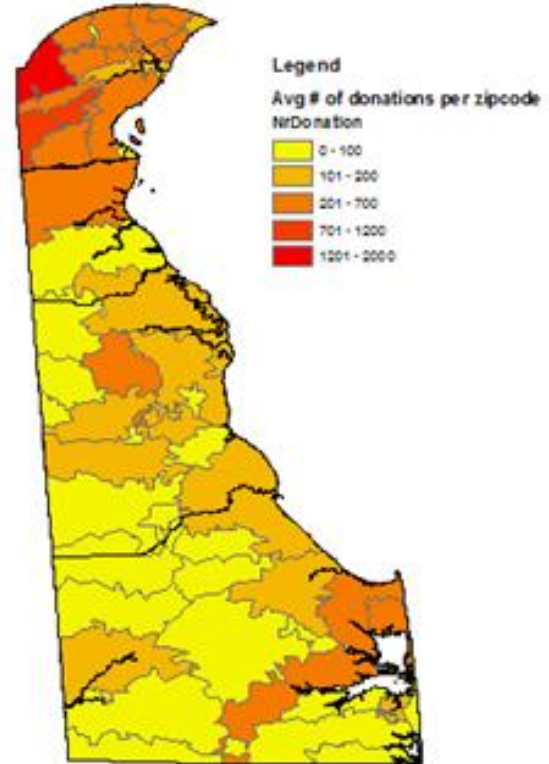 Legend
Avg # of donations per zipcode
NrDonation
0 - 100
101 - 200
201 - 700
701 - 1200
1201 - 2000